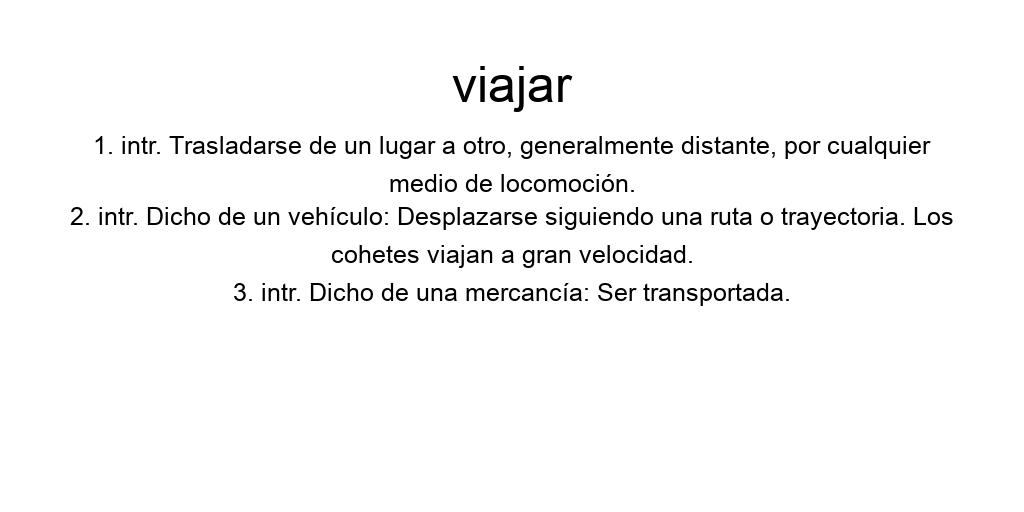 viajar
1. intr. Trasladarse de un lugar a otro, generalmente distante, por cualquier
medio de locomoción.
2. intr. Dicho de un vehículo: Desplazarse siguiendo una ruta o trayectoria. Los
cohetes viajan a gran velocidad.
3. intr. Dicho de una mercancía: Ser transportada.